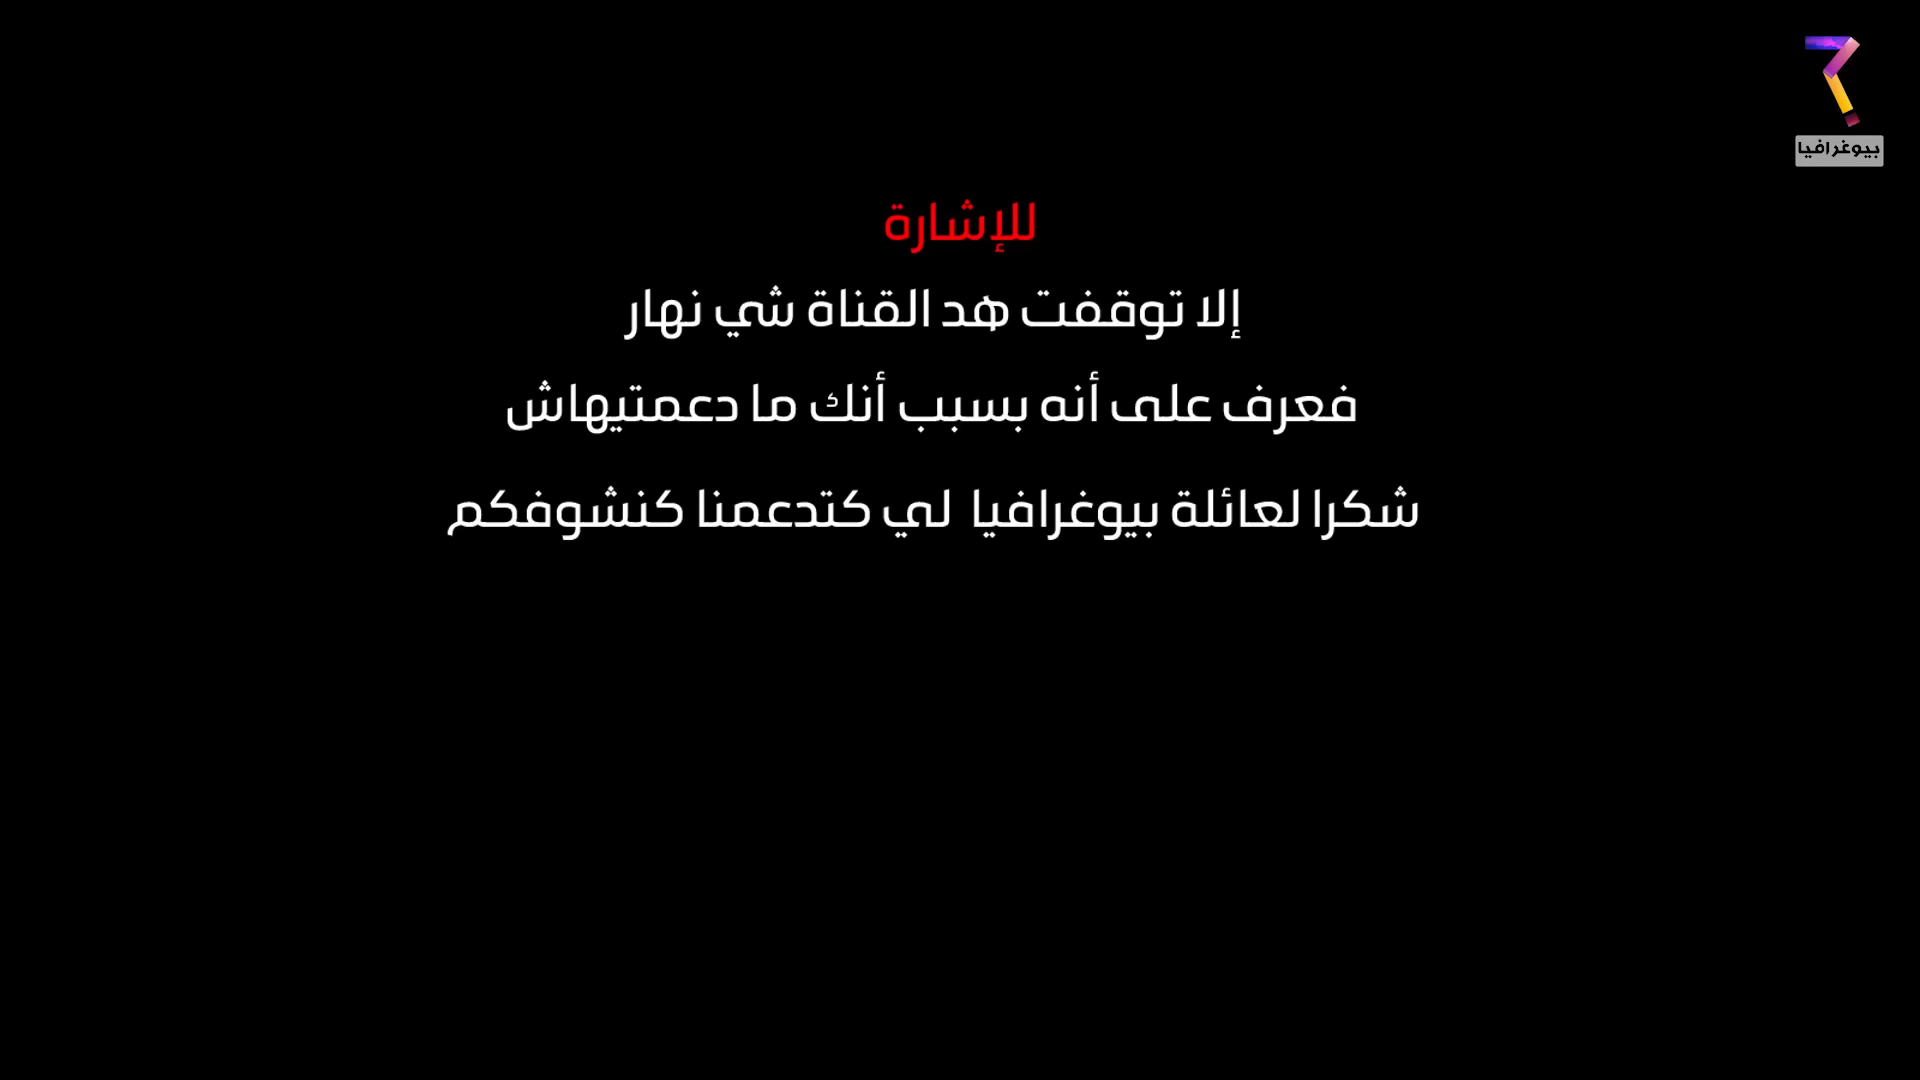 بيوغرافيا
للإشارة
إلا توقفت هد القناة شي نهار
فعرف على أنه بسبب أنك ما دعمتيهاش
شكرا لعائلة بيوغرافيا لي كتدعمنا كنشوفكم